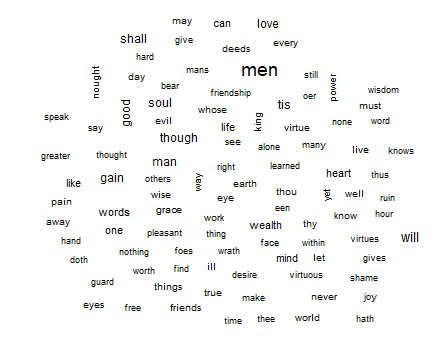 may can love
shall give deeds every
hard
mans men still
day
nought bear friendship power wisdom
good soul whose tis oer must
speak say evil life king virtue none word
though see alone many live knows
greater thought man right learned heart thus
like gain others way earth thou yet well ruin
pain wise eye een
away words grace work wealth thy know hour
one pleasant thing face within virtues will
hand nothing foes wrath mind let gives
doth worth find ill desire virtuous shame
guard things true make never joy
eyes free friends
time thee world hath